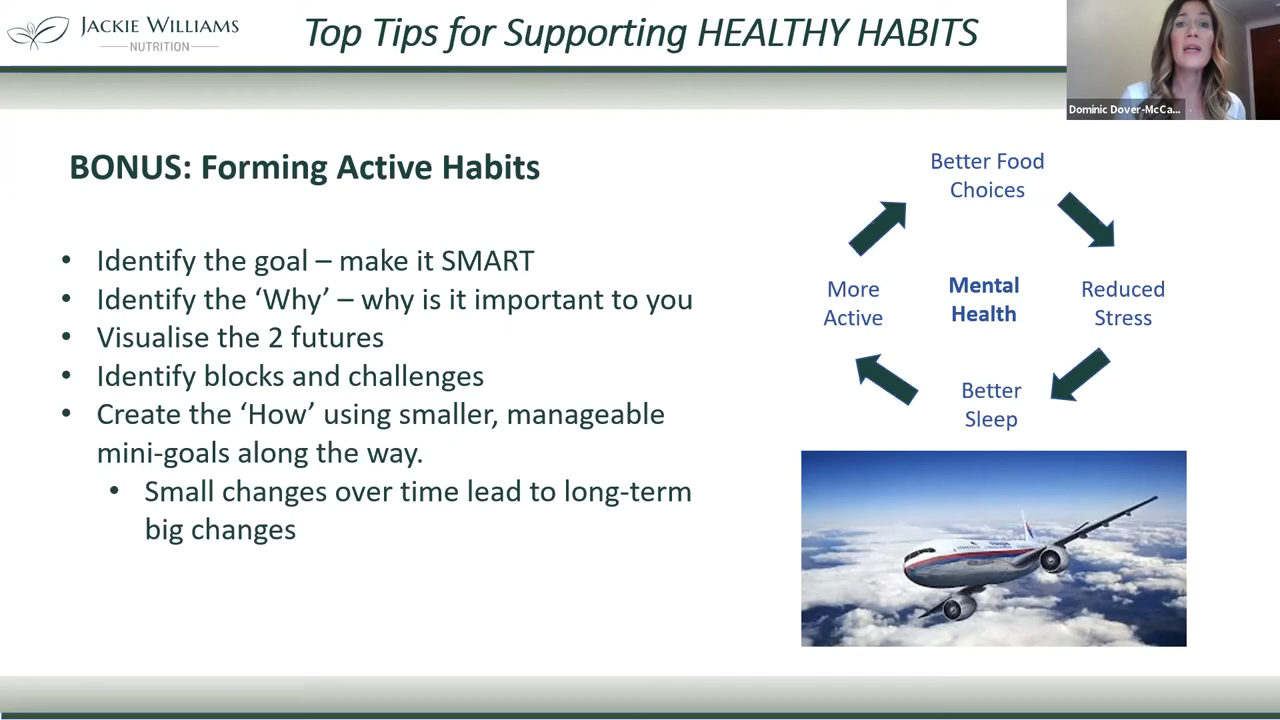 JACKIE WILLIAMS
NUTRITION
Top Tips for Supporting HEALTHY HABITS
Dominic Dover-McCa...
BONUS: Forming Active Habits
• Identify the goal – make it SMART
• Identify the ‘Why’ – why is it important to you
• Visualise the 2 futures
• Identify blocks and challenges
• Create the ‘How’ using smaller, manageable
mini-goals along the way.
• Small changes over time lead to long-term
big changes
Better Food
Choices
More
Active
Mental
Health
Reduced
Stress
Better
Sleep